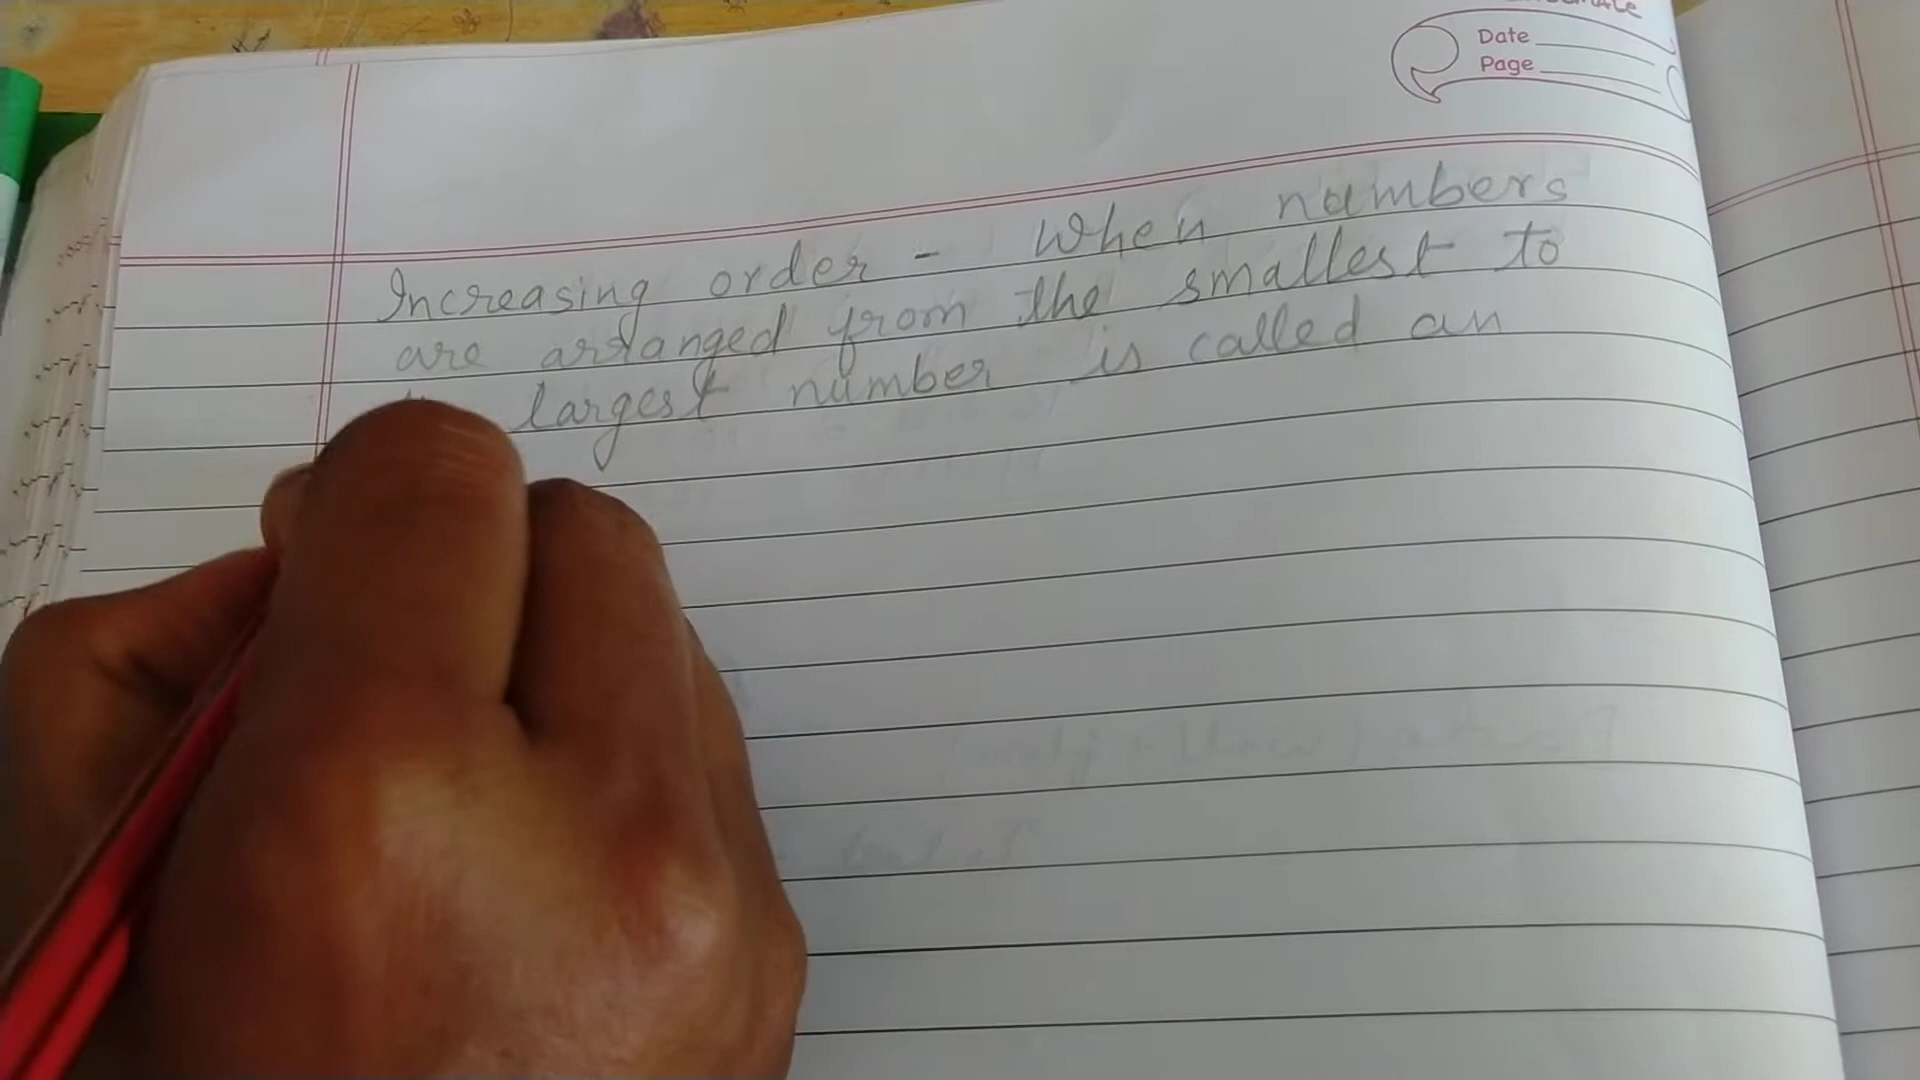 Date
Page
Increasing order - When numbers
are arranged from the smallest to
largest number is called an